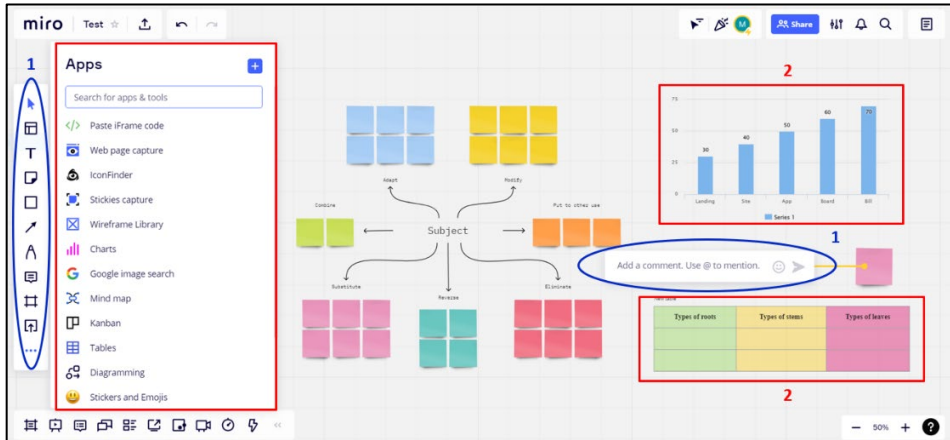 miro Test Share
1
Apps
Search for apps & tools
Paste iFrame code
Web page capture
IconFinder
Stickies capture
Wireframe Library
Charts
Google image search
Mind map
Kanban
Tables
Diagramming
Stickers and Emojis
Adapt
Modify
Combine
Subject
Put to other use
Substitute
Reverse
Eliminate
2
75
50
25
0
30
40
50
60
70
Landing Site App Board Bill
Series 1
1
Add a comment. Use @ to mention.
Types of roots Types of stems Types of leaves
2
M
50%